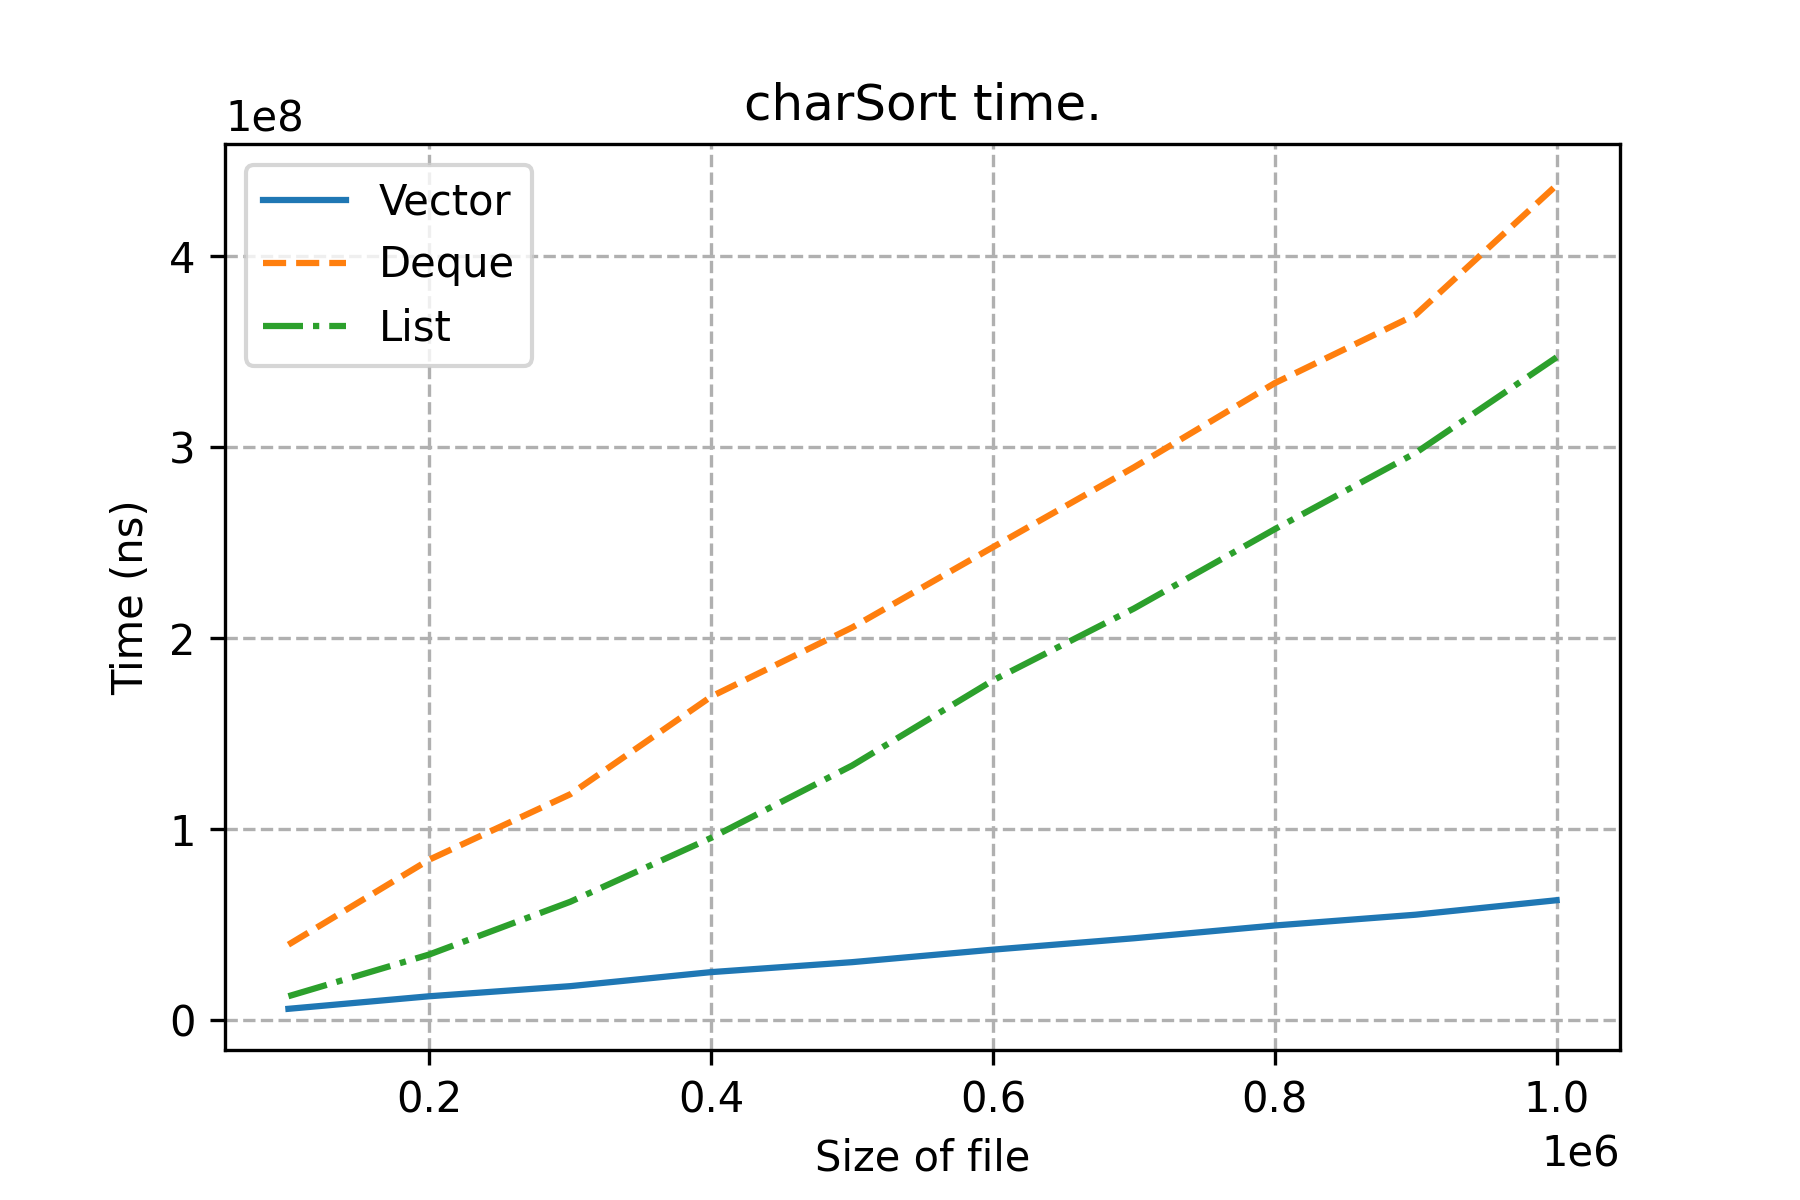 charSort time.
1e8
Vector
Deque
List
4
3
2
1
0
Time (ns)
0.2 0.4 0.6 0.8 1.0
1e6
Size of file